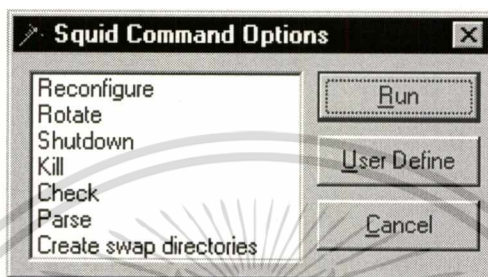 Squid Command Options
Reconfigure
Rotate
Shutdown
Kill
Check
Parse
Create swap directories
Run
User Define
Cancel